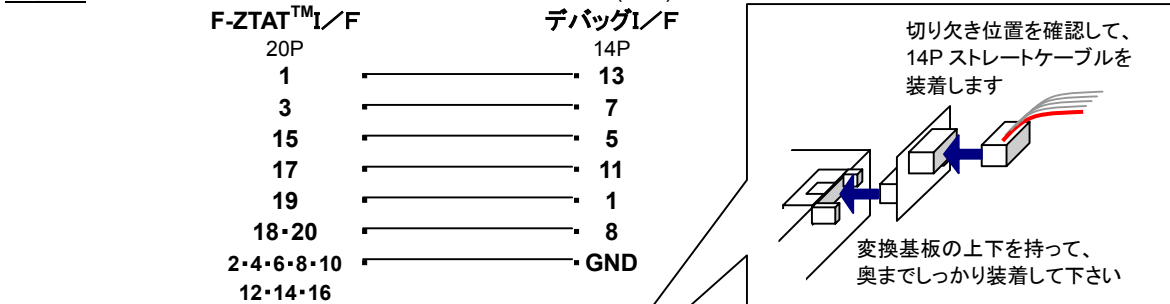 F-ZTAT™I/F
デバッグI/F
20P
14P
1
13
3
7
15
5
17
11
19
1
18・20
8
2・4・6・8・10
GND
12・14・16
切り欠き位置を確認して、
14P ストレートケーブルを
装着します
変換基板の上下を持って、
奥までしっかり装着して下さい